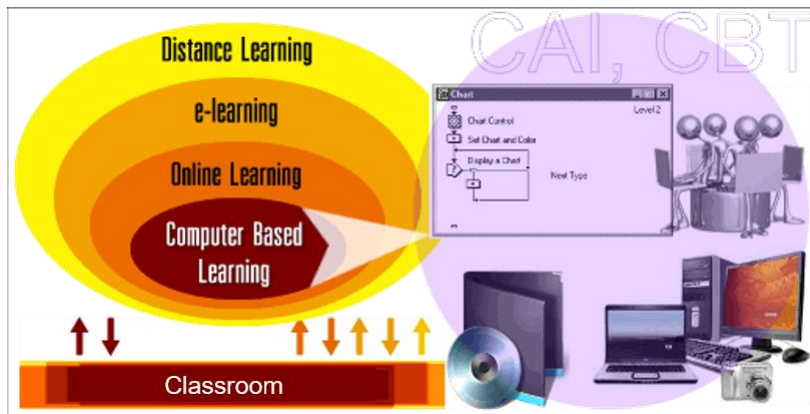 Distance Learning
e-learning
Online Learning
Computer Based
Learning
Classroom
CAI, CBT
Chart
Level 2
Chart Control
Set Chart and Color
Display a Chart
Next Type